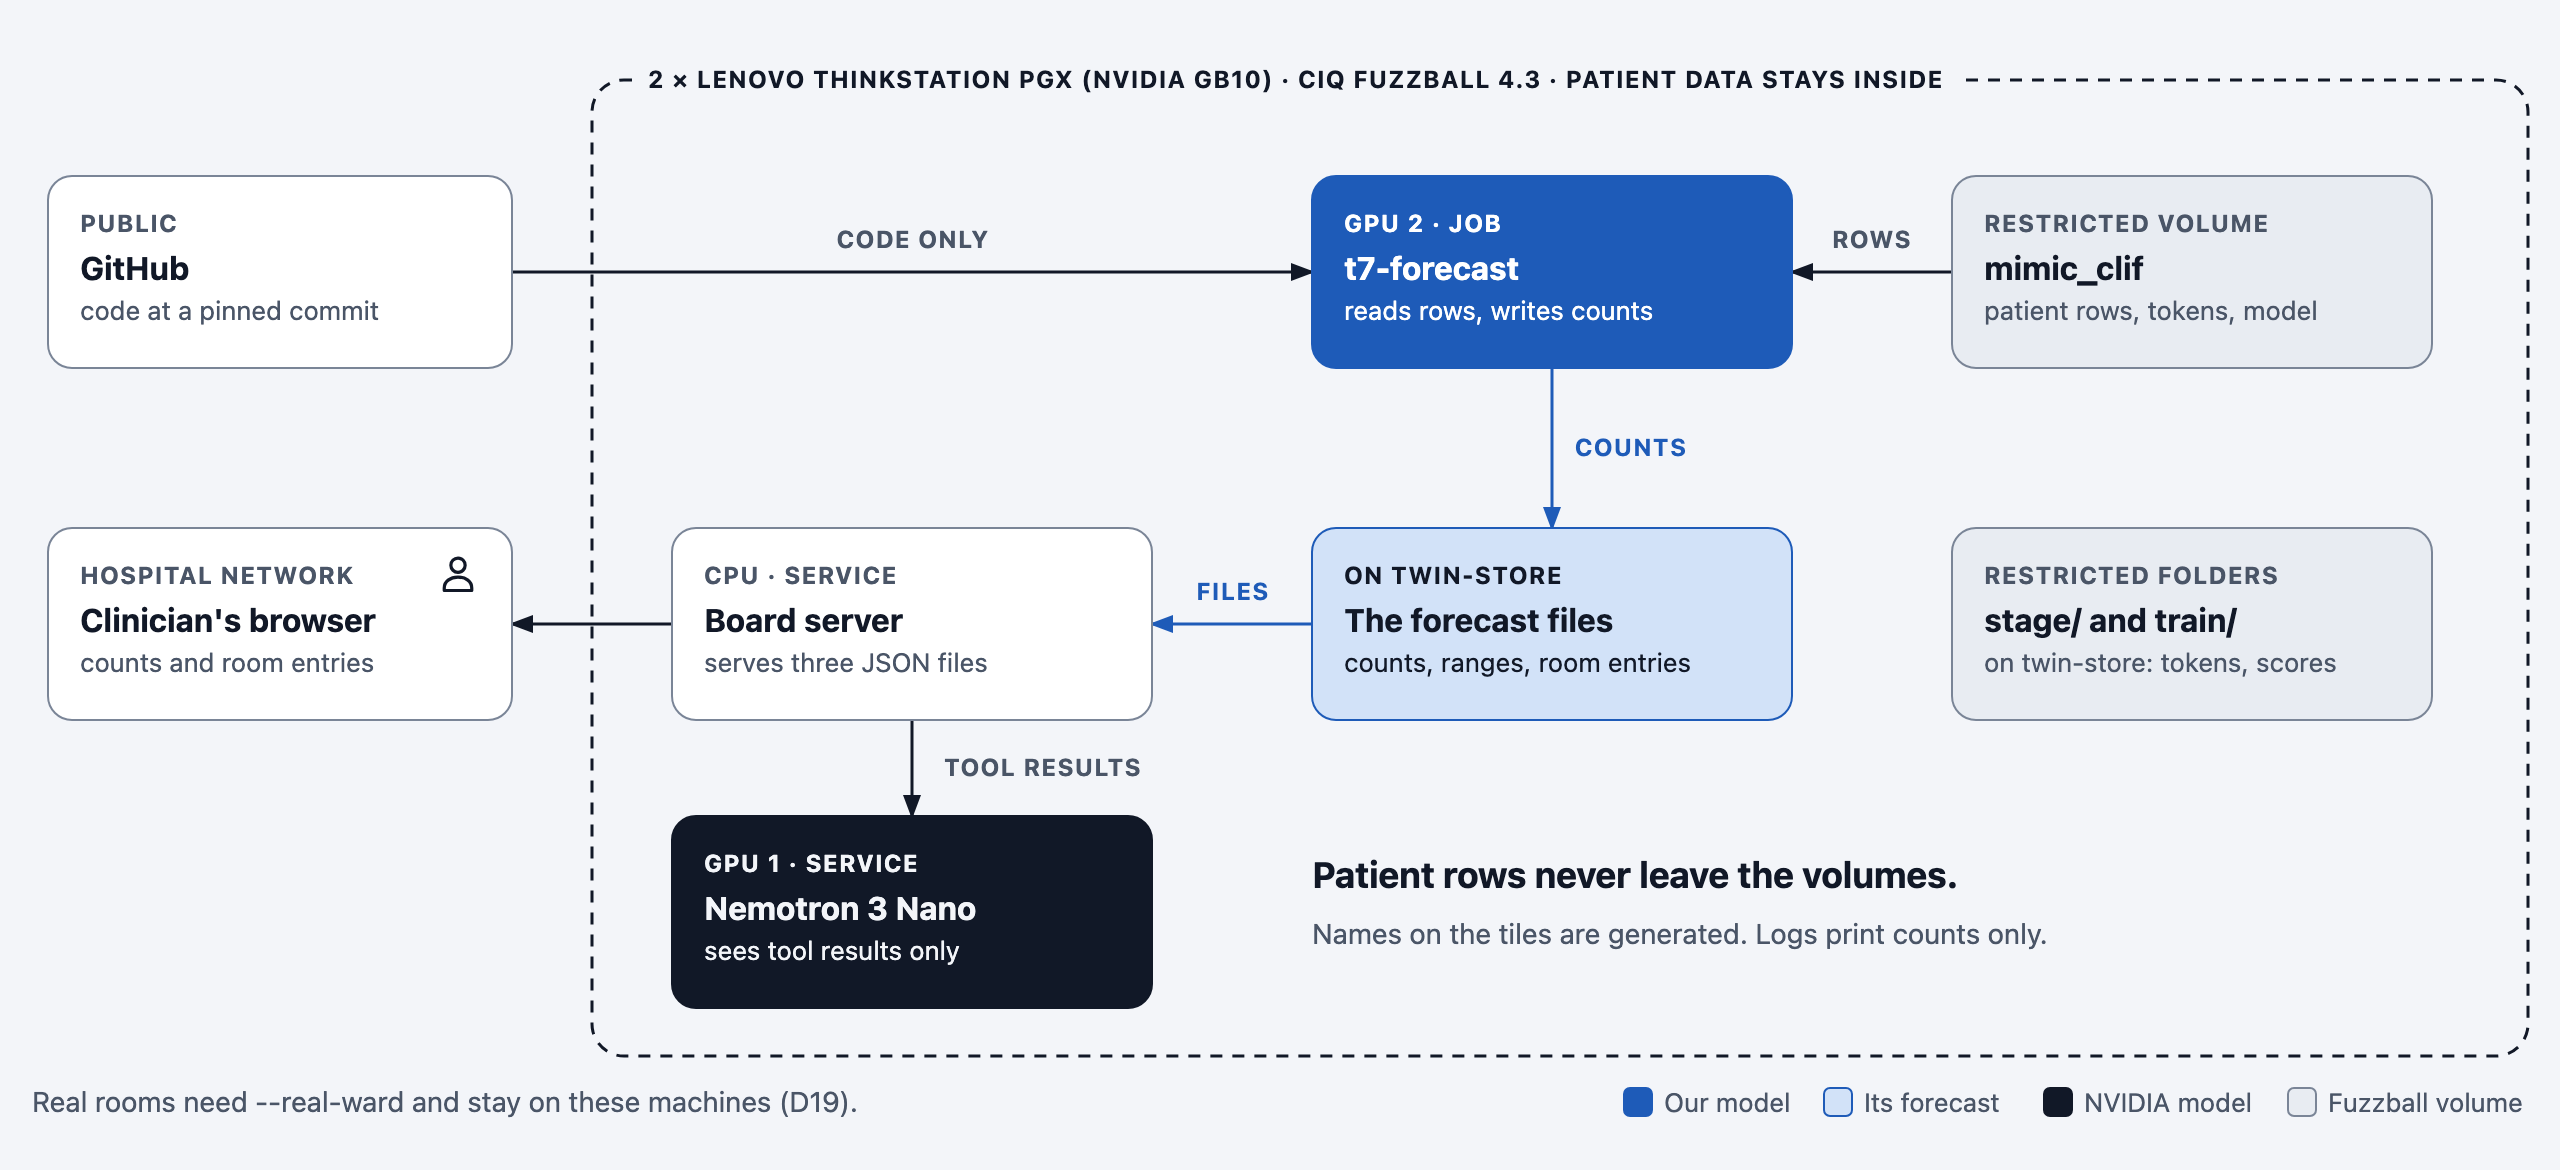 2 × LENOVO THINKSTATION PGX (NVIDIA GB10) · CIQ FUZZBALL 4.3 · PATIENT DATA STAYS INSIDE
PUBLIC
GitHub
code at a pinned commit
CODE ONLY
GPU 2 · JOB
t7-forecast
reads rows, writes counts
ROWS
RESTRICTED VOLUME
mimic_clif
patient rows, tokens, model
COUNTS
HOSPITAL NETWORK
Clinician's browser
counts and room entries
CPU · SERVICE
Board server
serves three JSON files
FILES
ON TWIN-STORE
The forecast files
counts, ranges, room entries
RESTRICTED FOLDERS
stage/ and train/
on twin-store: tokens, scores
TOOL RESULTS
GPU 1 · SERVICE
Nemotron 3 Nano
sees tool results only
Patient rows never leave the volumes.
Names on the tiles are generated. Logs print counts only.
Real rooms need --real-ward and stay on these machines (D19).
Our model
Its forecast
NVIDIA model
Fuzzball volume